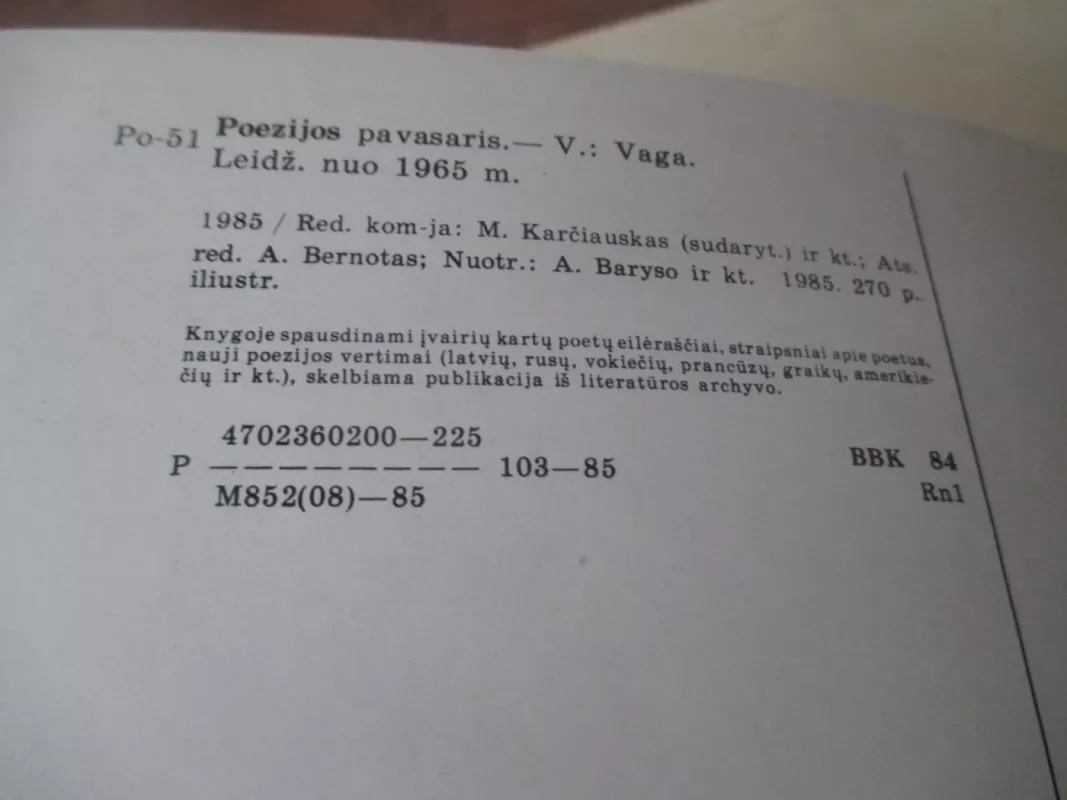 Po-51 Poezijos pavasaris.— V.: Vaga.
Leidž. nuo 1965 m.
1985 / Red. kom-ja: M. Karčiauskas (sudaryt.) ir kt.; Ats.
red. A. Bernotas; Nuotr.: A. Baryso ir kt. 1985. 270 p.
iliustr.
Knygoje spausdinami įvairių kartų poetų eilėraščiai, straipsniai apie poetus,
nauji poezijos vertimai (latvių, rusų, vokiečių, prancūzų, graikų, amerikie-
čių ir kt.), skelbiama publikacija iš literatūros archyvo.
4702360200—225
P ———————— 103—85
M852(08)—85
BBK 84
Rn1